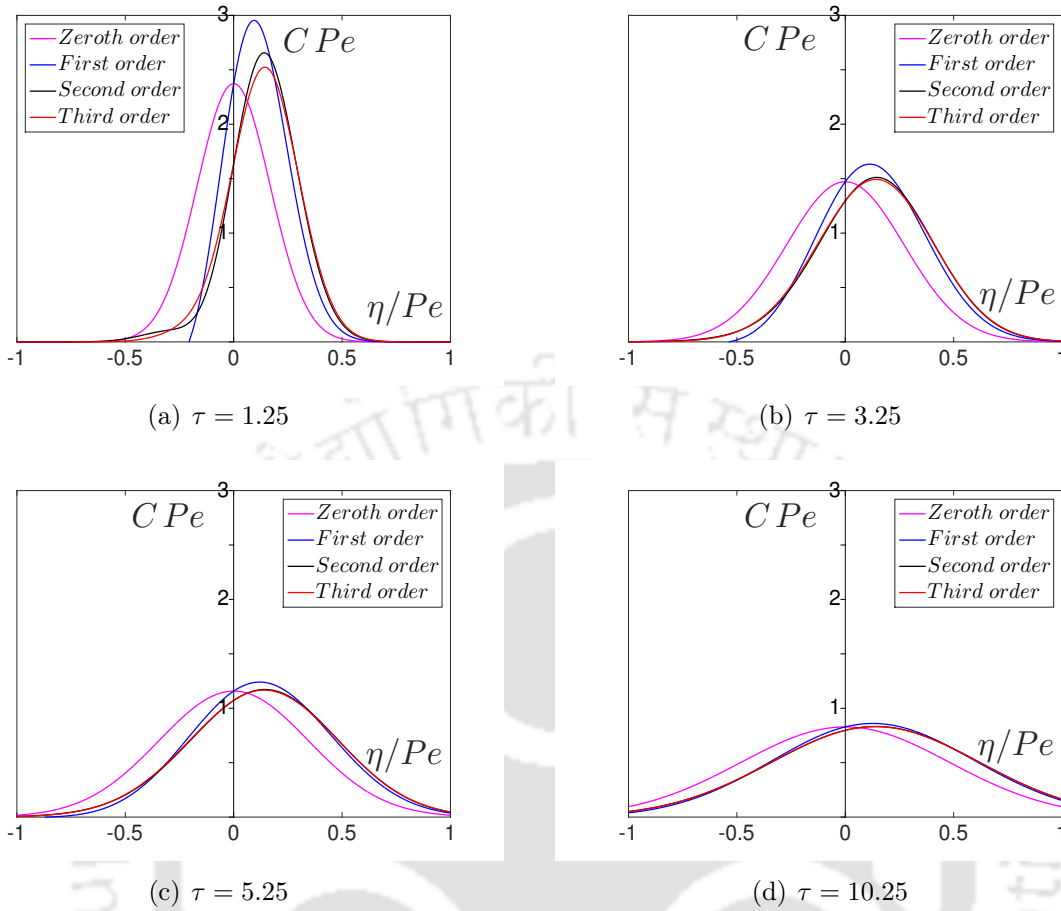 3
C Pe
Zeroth order
First order
Second order
Third order
2
1
η/Pe
-1 -0.5 0 0.5 1
(a) τ = 1.25
3
C Pe
Zeroth order
First order
Second order
Third order
2
1
η/Pe
-1 -0.5 0 0.5 1
(b) τ = 3.25
3
C Pe
Zeroth order
First order
Second order
Third order
2
1
η/Pe
-1 -0.5 0 0.5 1
(c) τ = 5.25
3
C Pe
Zeroth order
First order
Second order
Third order
2
1
η/Pe
-1 -0.5 0 0.5 1
(d) τ = 10.25